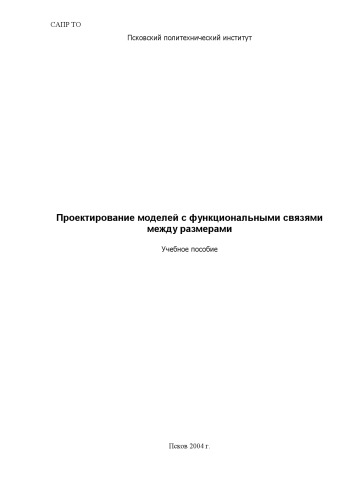 САПР ТО
Псковский политехнический институт
Проектирование моделей с функциональными связями
между размерами
Учебное пособие
Псков 2004 г.